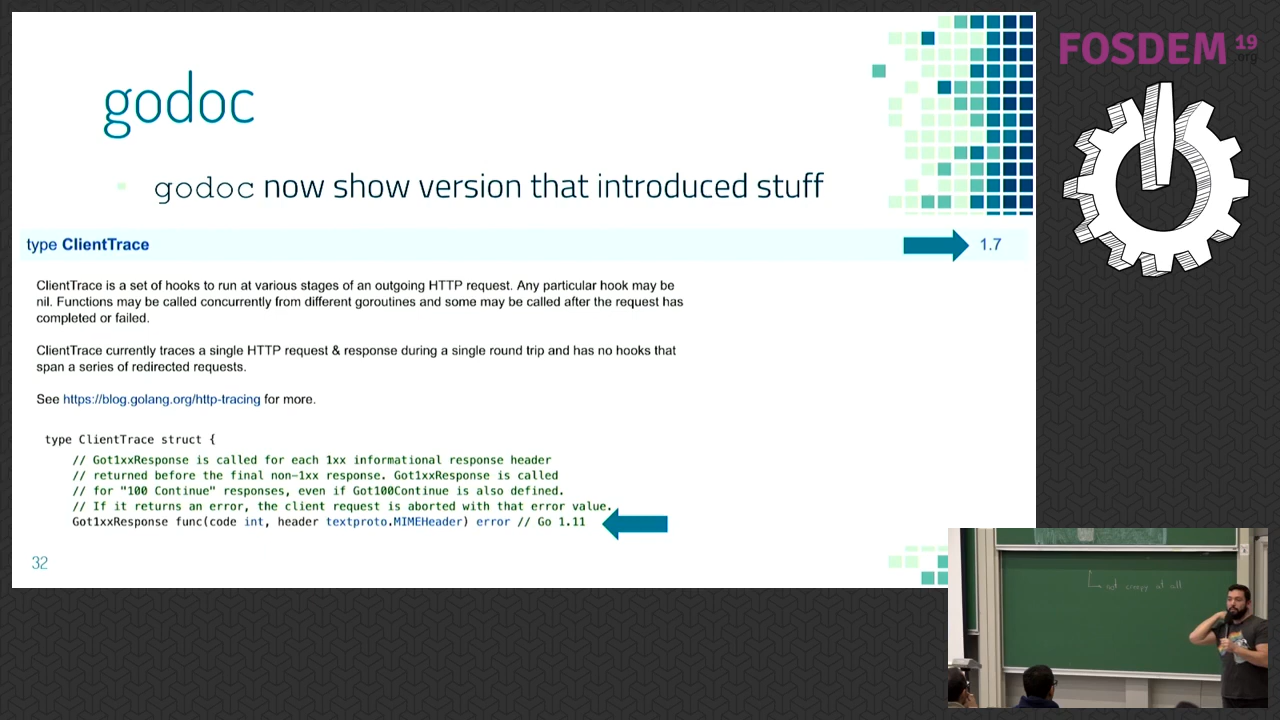 godoc
godoc now show version that introduced stuff
type ClientTrace 1.7
ClientTrace is a set of hooks to run at various stages of an outgoing HTTP request. Any particular hook may be
nil. Functions may be called concurrently from different goroutines and some may be called after the request has
completed or failed.
ClientTrace currently traces a single HTTP request & response during a single round trip and has no hooks that
span a series of redirected requests.
See https://blog.golang.org/http-tracing for more.
type ClientTrace struct {
// Got1xxResponse is called for each 1xx informational response header
// returned before the final non-1xx response. Got1xxResponse is called
// for "100 Continue" responses, even if Got100Continue is also defined.
// If it returns an error, the client request is aborted with that error value.
Got1xxResponse func(code int, header textproto.MIMEHeader) error // Go 1.11
32
FOSDEM 19
.org
not creepy at all